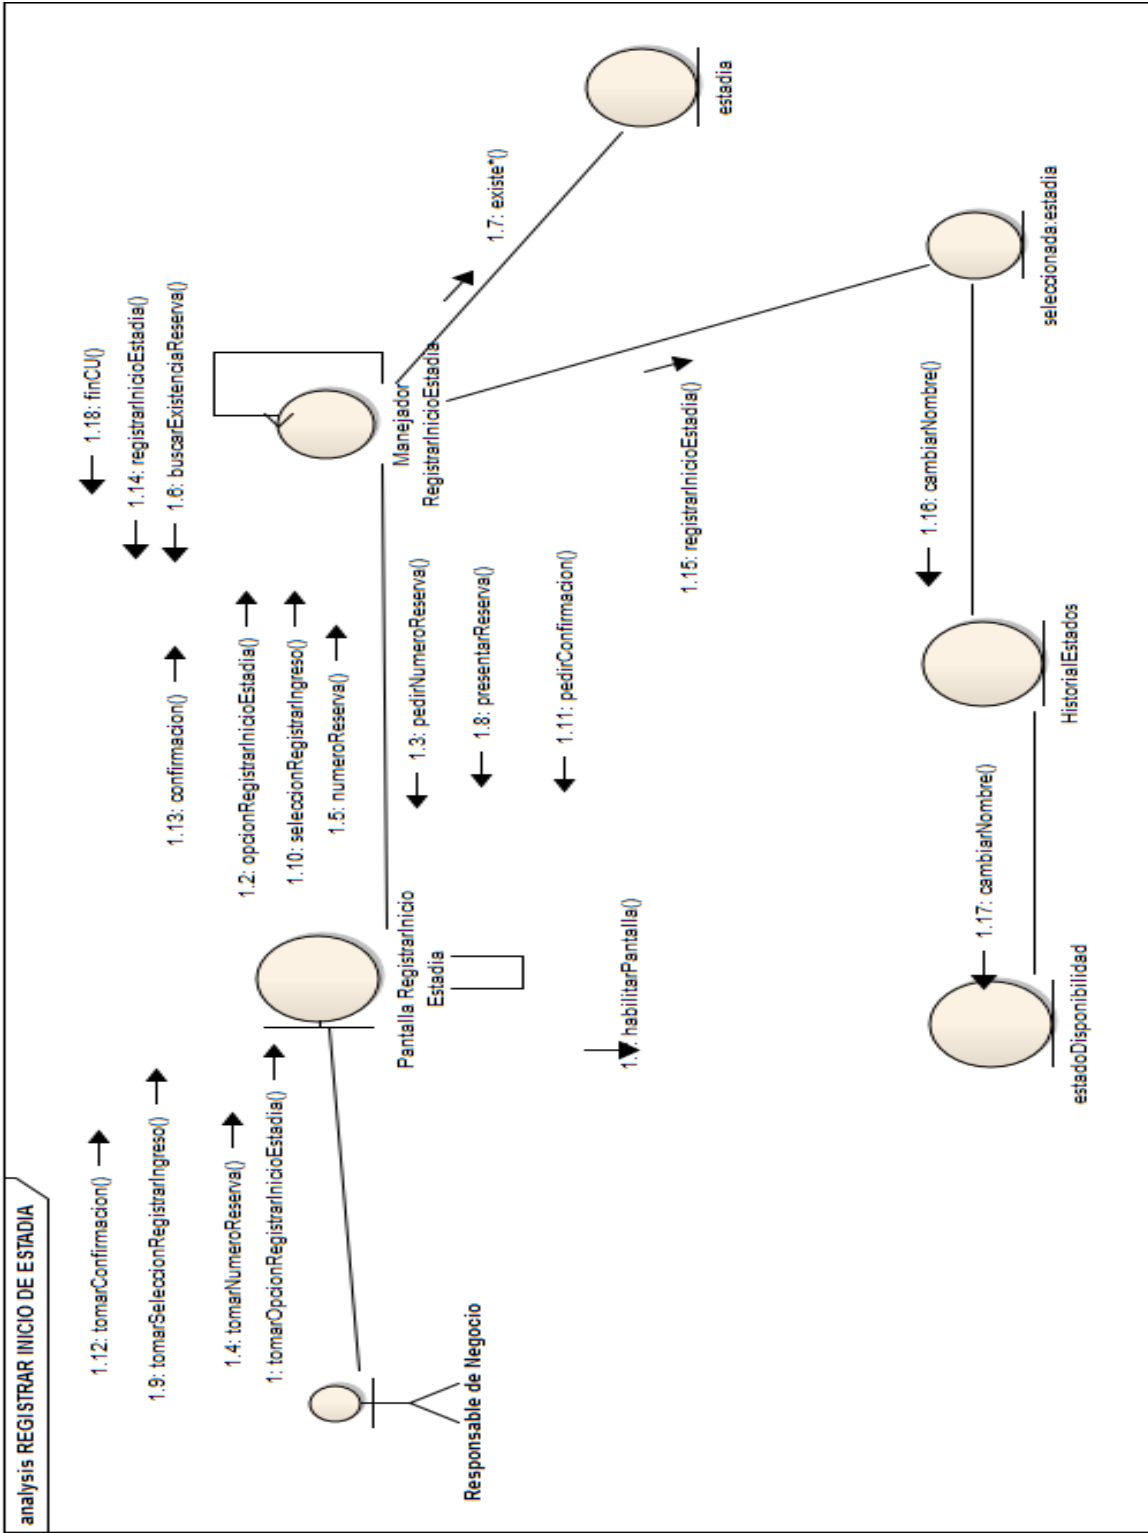 analysis REGISTRAR INICIO DE ESTADIA
1.12: tomarConfirmacion()
1.9: tomarSeleccionRegistrarIngreso()
1.4: tomarNumeroReserva()
1: tomarOpcionRegistrarInicioEstadia()
Responsable de Negocio
Pantalla RegistrarInicio
Estadia
habilitarPantalla()
1.13: confirmacion()
1.2: opcionRegistrarInicioEstadia()
1.10: seleccionRegistrarIngreso()
1.5: numeroReserva()
1.3: pedirNumeroReserva()
1.8: presentarReserva()
1.11: pedirConfirmacion()
1.18: finCU()
1.14: registrarInicioEstadia()
1.6: buscarExistenciaReserva()
Manejador
RegistrarInicioEstadia
1.7: existe*()
estadia
1.15: registrarInicioEstadia()
seleccionada:estadia
1.16: cambiarNombre()
HistorialEstados
1.17: cambiarNombre()
estadoDisponibilidad